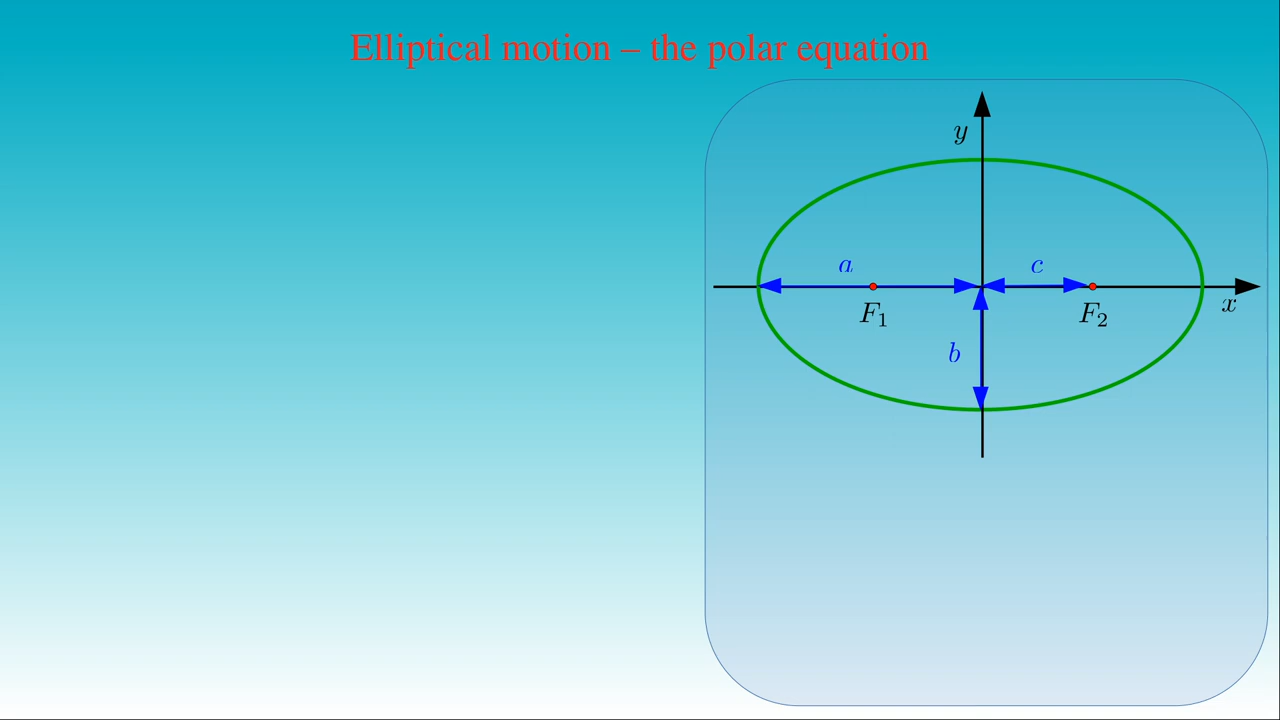 Elliptical motion – the polar equation
y
a
c
F₁
F₂
x
b